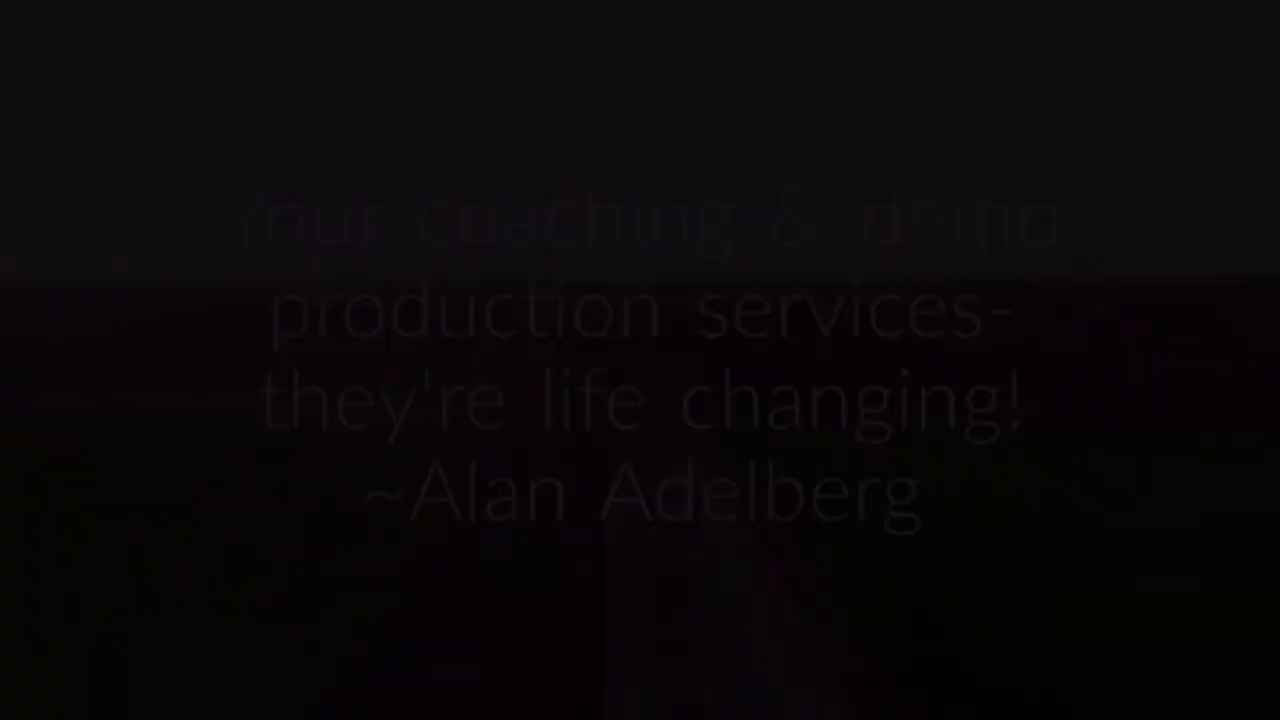 Your coaching & demo
production services-
they're life changing!
~Alan Adelberg